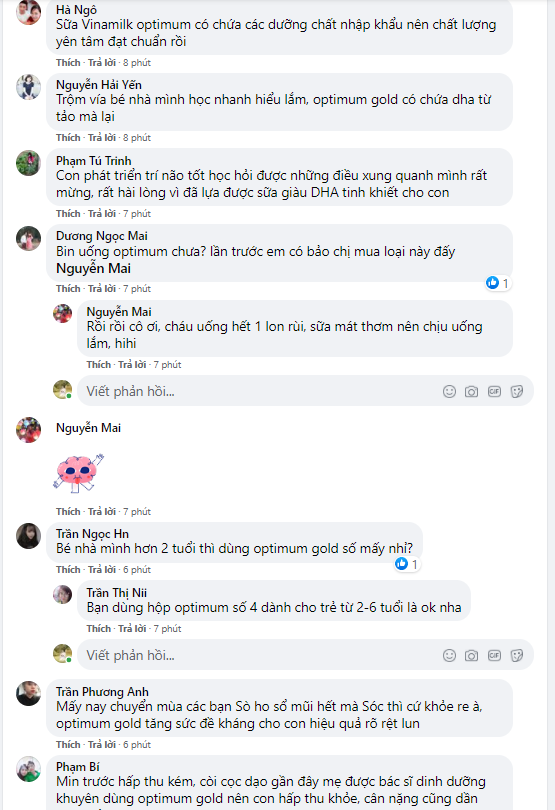 Hà Ngô
Sữa Vinamilk optimum có chứa các dưỡng chất nhập khẩu nên chất lượng
yên tâm đạt chuẩn rồi
Thích · Trả lời · 8 phút
Nguyễn Hải Yến
Trộm vía bé nhà mình học nhanh hiểu lắm, optimum gold có chứa dha từ
tảo mà lại
Thích · Trả lời · 8 phút
Phạm Tú Trinh
Con phát triển trí não tốt học hỏi được những điều xung quanh mình rất
mừng, rất hài lòng vì đã lựa được sữa giàu DHA tinh khiết cho con
Thích · Trả lời · 7 phút
Dương Ngọc Mai
Bin uống optimum chưa? lần trước em có bảo chị mua loại này đấy
Nguyễn Mai
1
Thích · Trả lời · 7 phút
Nguyễn Mai
Rồi rồi cô ơi, cháu uống hết 1 lon rùi, sữa mát thơm nên chịu uống
lắm, hihi
Thích · Trả lời · 7 phút
Viết phản hồi...
GIF
Nguyễn Mai
Thích · Trả lời · 7 phút
Trần Ngọc Hn
Bé nhà mình hơn 2 tuổi thì dùng optimum gold số mấy nhỉ?
1
Thích · Trả lời · 6 phút
Trần Thị Nii
Bạn dùng hộp optimum số 4 dành cho trẻ từ 2-6 tuổi là ok nha
Thích · Trả lời · 7 phút
Viết phản hồi...
GIF
Trần Phương Anh
Mấy nay chuyển mùa các bạn Sò ho sổ mũi hết mà Sóc thì cứ khỏe re à,
optimum gold tăng sức đề kháng cho con hiệu quả rõ rệt lun
Thích · Trả lời · 6 phút
Phạm Bí
Min trước hấp thu kém, còi cọc dạo gần đây mẹ được bác sĩ dinh dưỡng
khuyên dùng optimum gold nên con hấp thu khỏe, cân nặng cũng dần